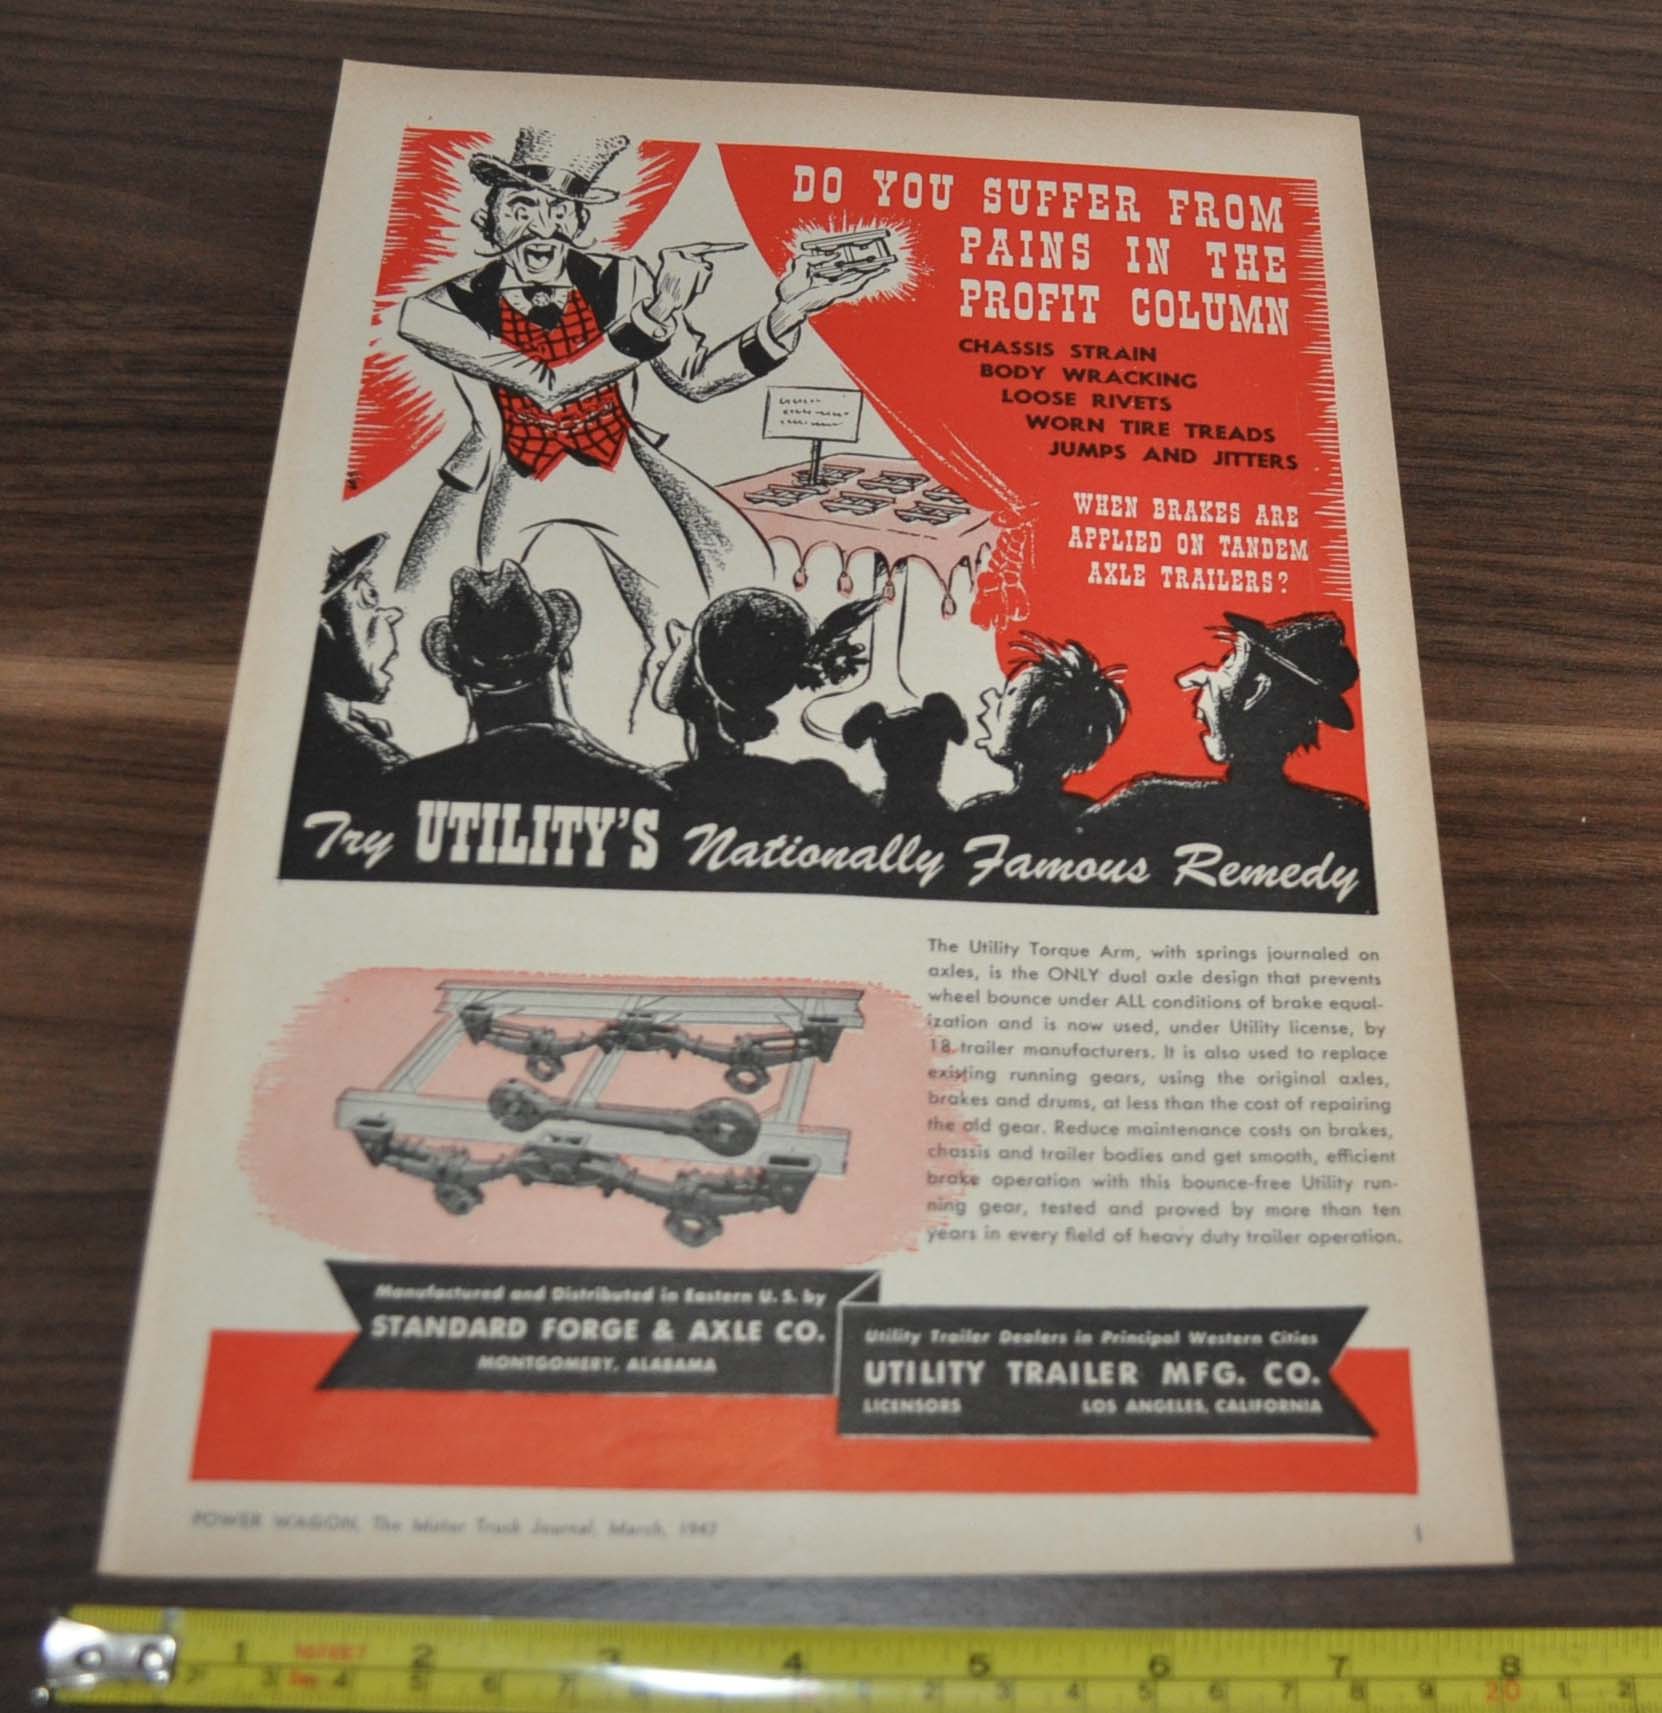 DO YOU SUFFER FROM
PAINS IN THE
PROFIT COLUMN
CHASSIS STRAIN
BODY WRACKING
LOOSE RIVETS
WORN TIRE TREADS
JUMPS AND JITTERS
WHEN BRAKES ARE
APPLIED ON TANDEM
AXLE TRAILERS?
Try UTILITY'S Nationally Famous Remedy
The Utility Torque Arm, with springs journaled on
axles, is the ONLY dual axle design that prevents
wheel bounce under ALL conditions of brake equal-
ization and is now used, under Utility license, by
18 trailer manufacturers. It is also used to replace
existing running gears, using the original axles,
brakes and drums, at less than the cost of repairing
the old gear. Reduce maintenance costs on brakes,
chassis and trailer bodies and get smooth, efficient
brake operation with this bounce-free Utility run-
ning gear, tested and proved by more than ten
years in every field of heavy duty trailer operation.
Manufactured and Distributed in Eastern U. S. by
STANDARD FORGE & AXLE CO.
MONTGOMERY, ALABAMA
Utility Trailer Dealers in Principal Western Cities
UTILITY TRAILER MFG. CO.
LICENSORS LOS ANGELES, CALIFORNIA
POWER WAGON, The Motor Truck Journal, March, 1947
1 2 3 4 5 6 7 8